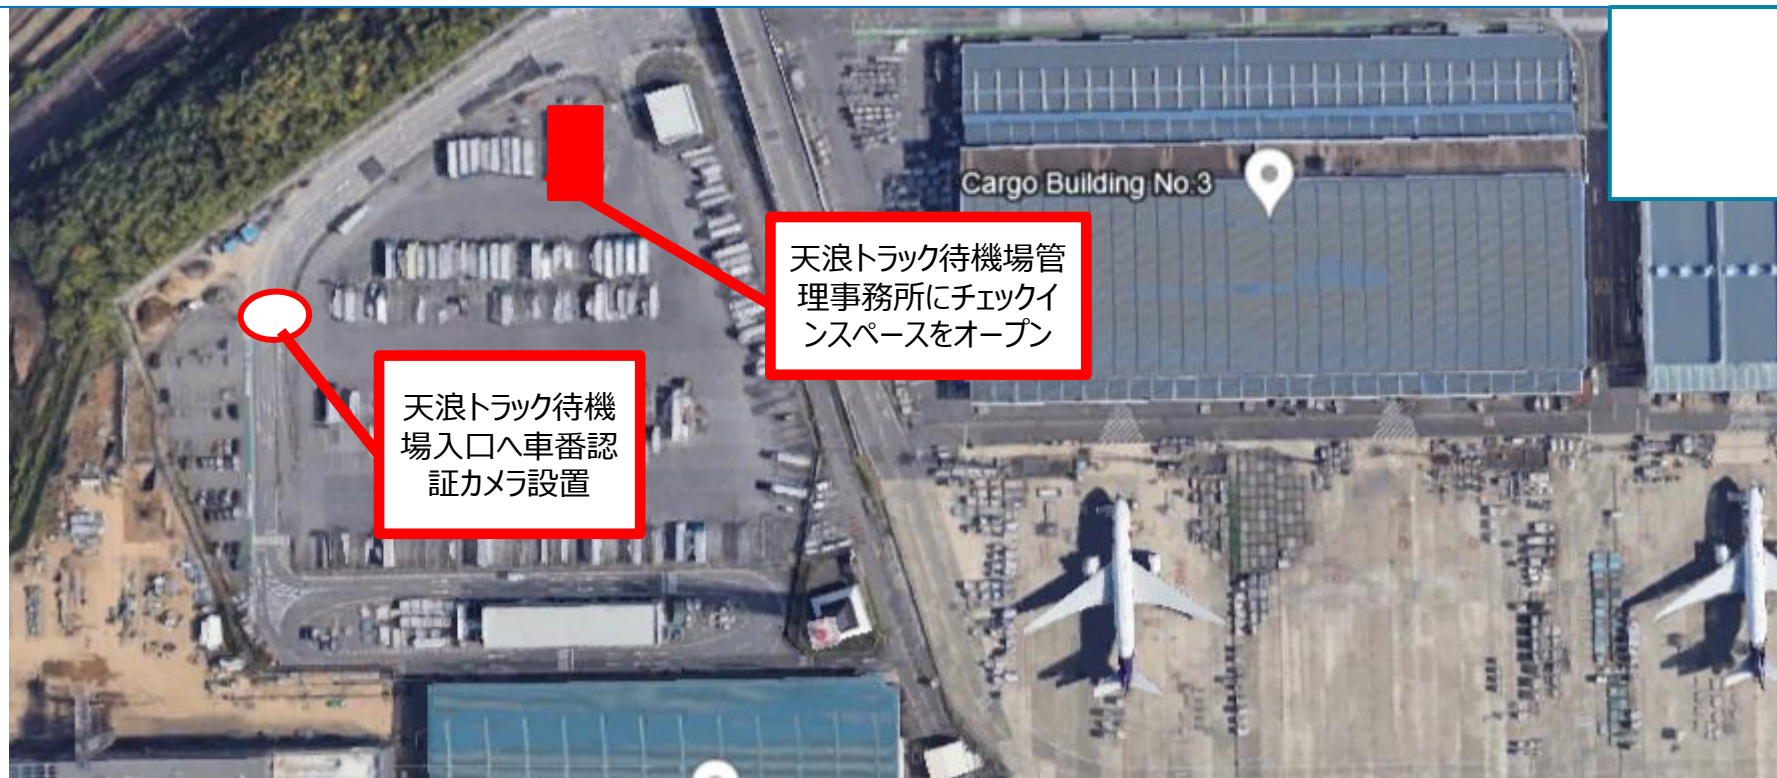 Cargo Building No.3
天浪トラック待機場管
理事務所にチェックイ
ンスペースをオープン
天浪トラック待機
場入口へ車番認
証カメラ設置